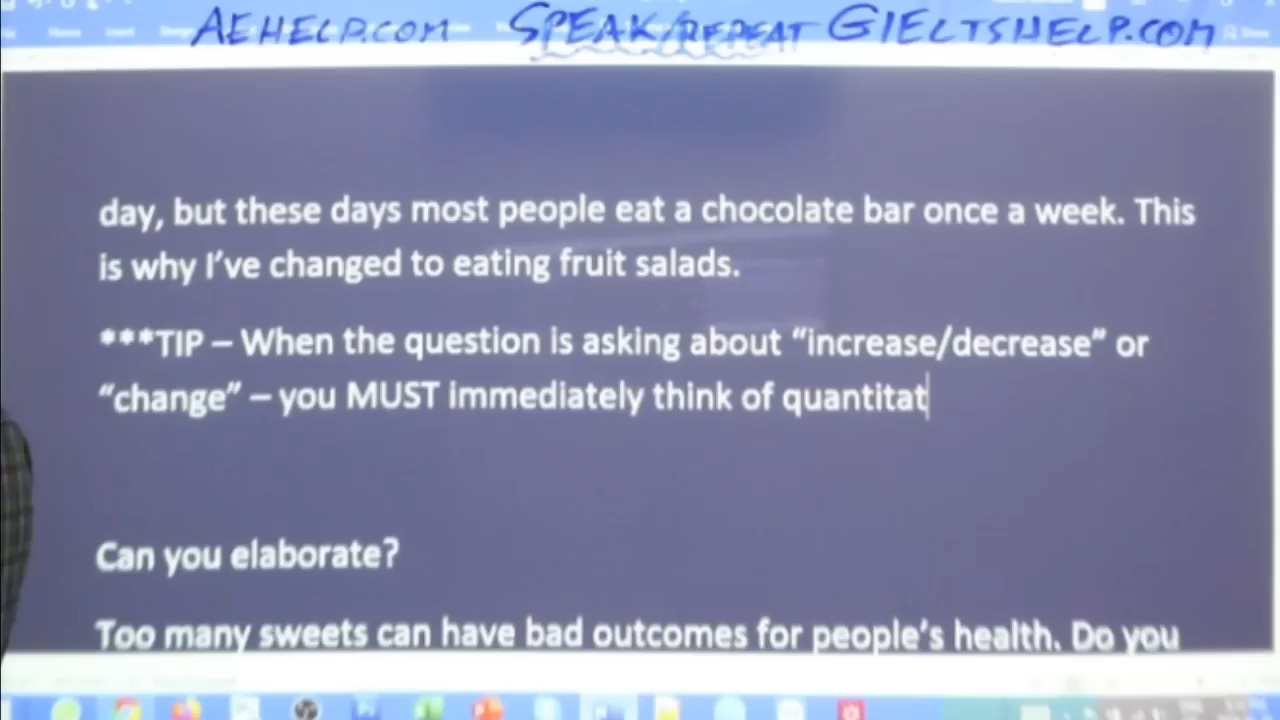 AEHELP.COM SPEAK/REPEAT GIELTSHELP.COM
day, but these days most people eat a chocolate bar once a week. This
is why I've changed to eating fruit salads.
***TIP – When the question is asking about “increase/decrease” or
“change” – you MUST immediately think of quantitat
Can you elaborate?
Too many sweets can have bad outcomes for people's health. Do you